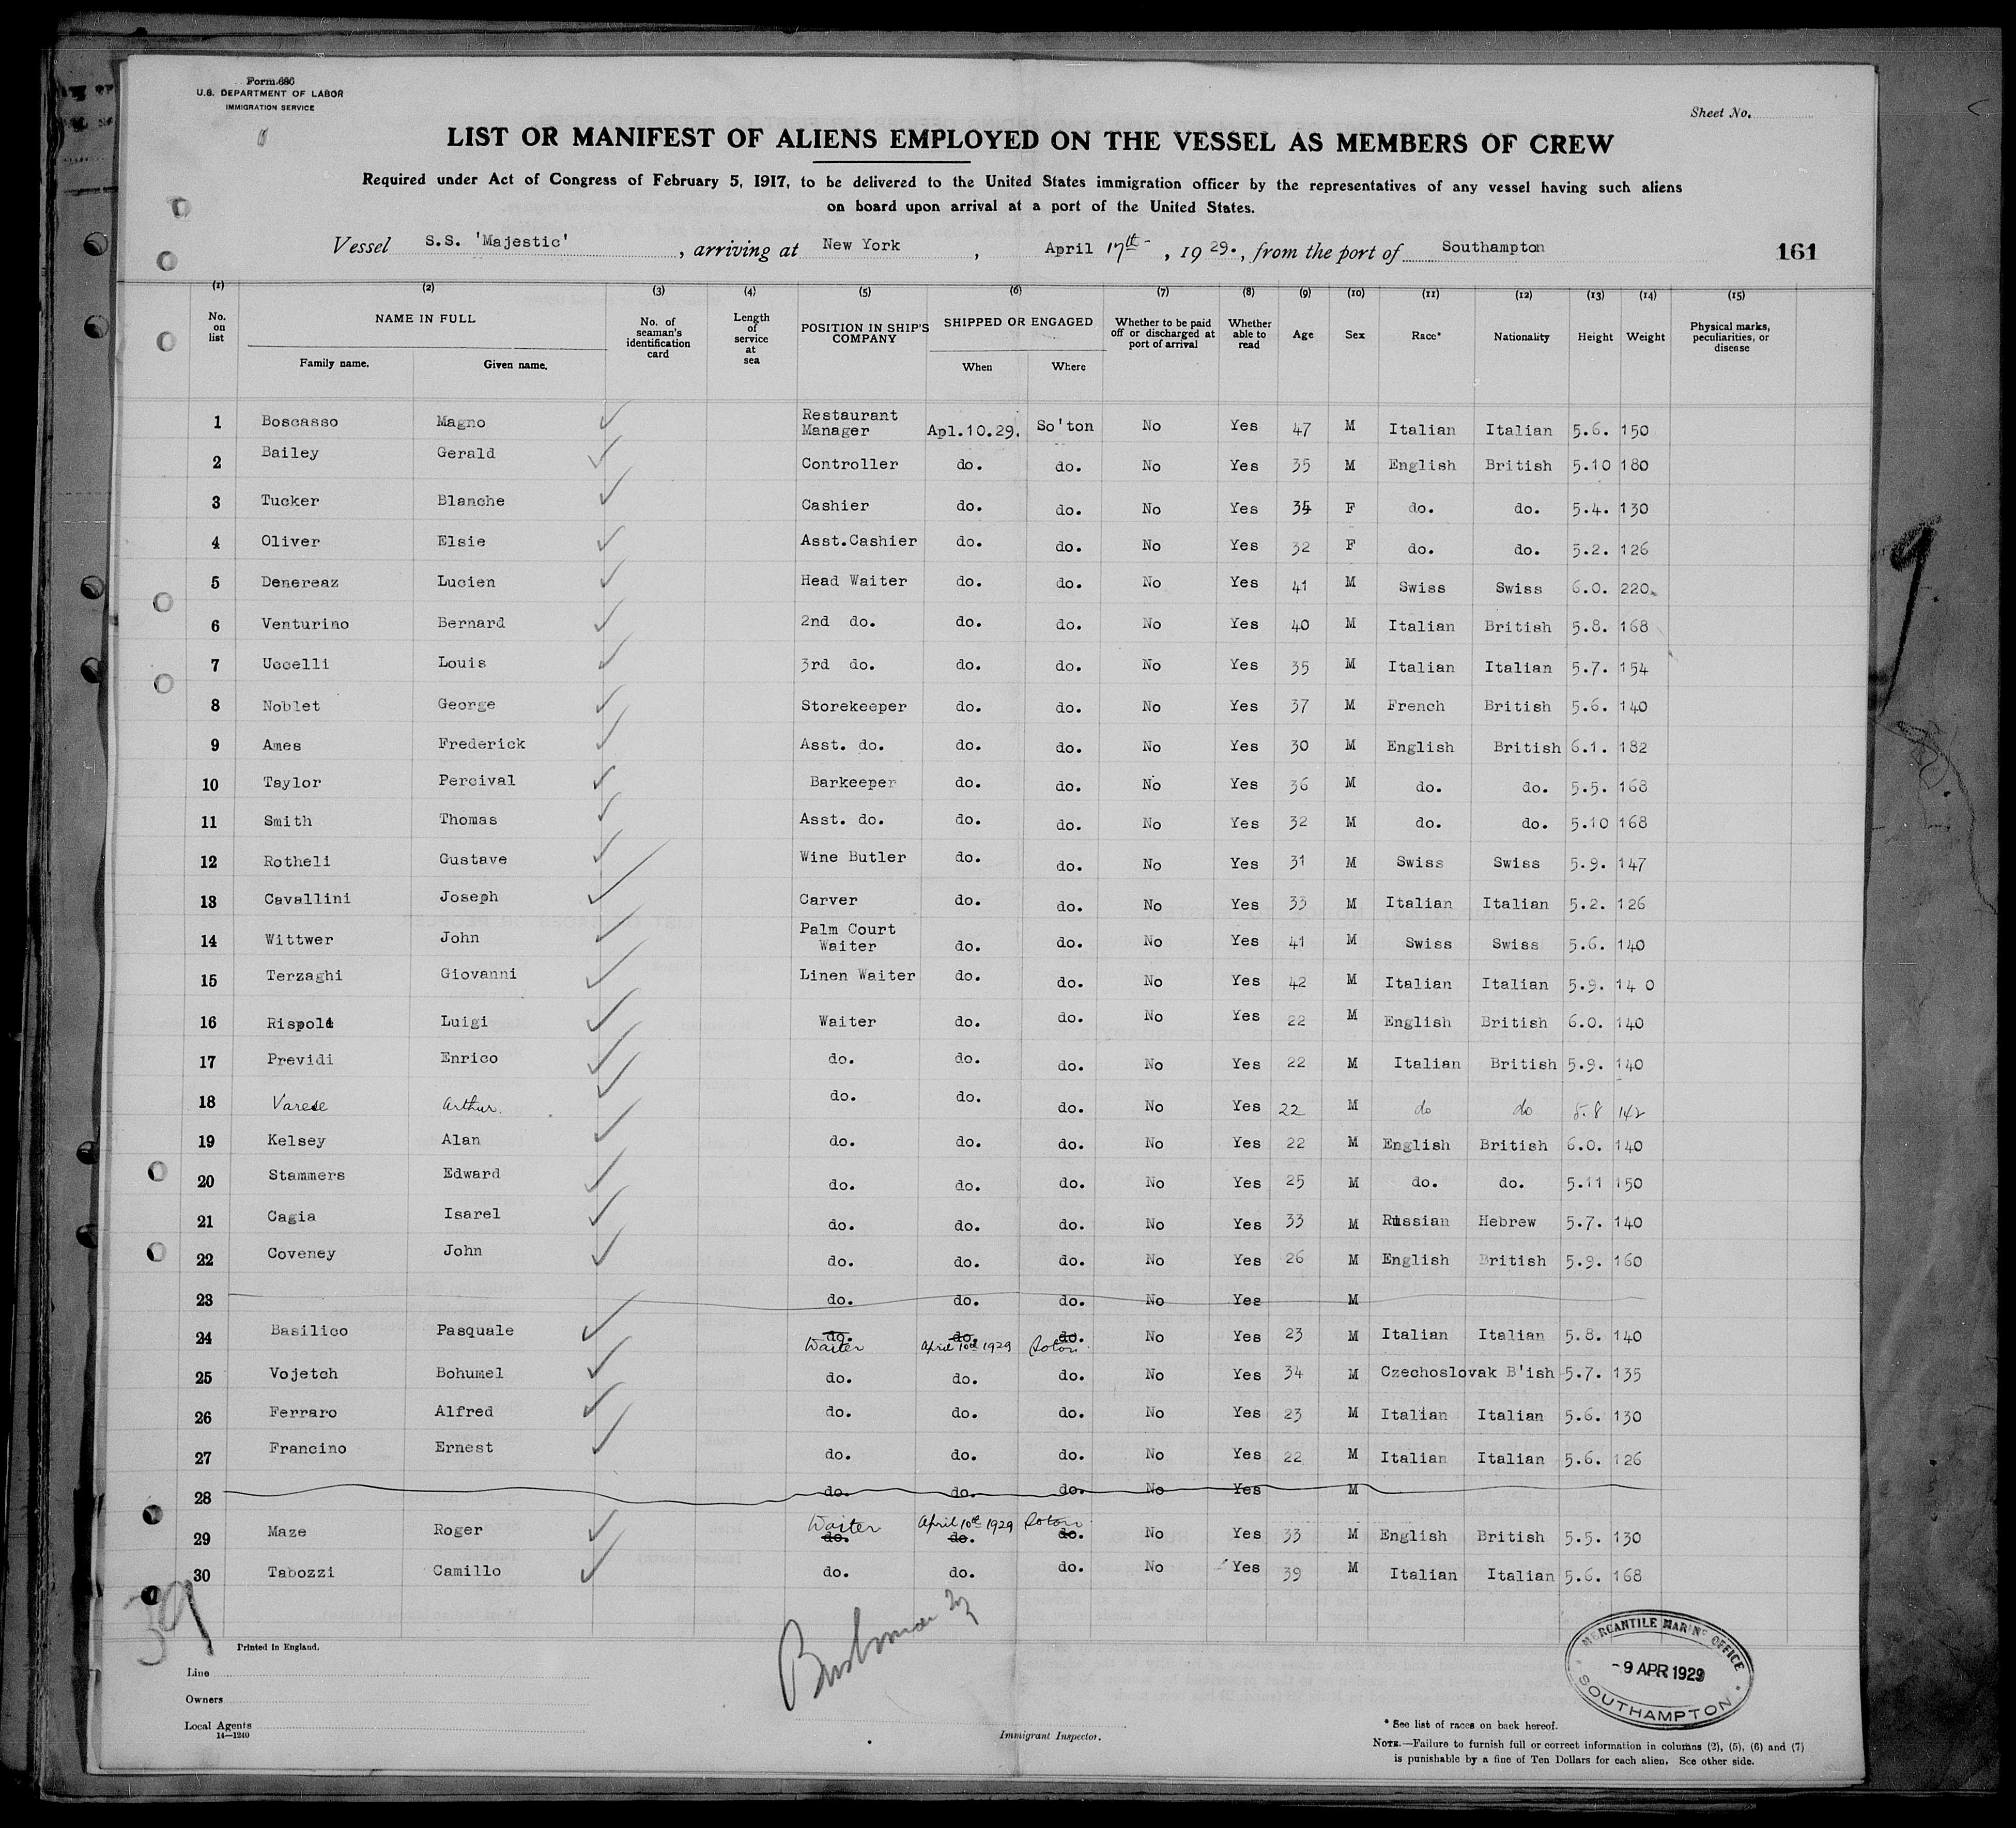 Form 686
U.S. DEPARTMENT OF LABOR
IMMIGRATION SERVICE
Sheet No.
LIST OR MANIFEST OF ALIENS EMPLOYED ON THE VESSEL AS MEMBERS OF CREW
Required under Act of Congress of February 5, 1917, to be delivered to the United States immigration officer by the representatives of any vessel having such aliens
on board upon arrival at a port of the United States.
Vessel S.S. 'Majestic', arriving at New York, April 17th, 1929., from the port of Southampton 161
(1) (2) (3) (4) (5) (6) (7) (8) (9) (10) (11) (12) (13) (14) (15)
No. on list NAME IN FULL Family name. Given name. No. of seaman's identification card Length of service at sea POSITION IN SHIP'S COMPANY SHIPPED OR ENGAGED When Where Whether to be paid off or discharged at port of arrival Whether able to read Age Sex Race* Nationality Height Weight Physical marks, peculiarities, or disease
1 Boscasso Magno Restaurant Manager Apl.10.29. So'ton No Yes 47 M Italian Italian 5.6. 150
2 Bailey Gerald Controller do. do. No Yes 35 M English British 5.10 180
3 Tucker Blanche Cashier do. do. No Yes 34 F do. do. 5.4. 130
4 Oliver Elsie Asst.Cashier do. do. No Yes 32 F do. do. 5.2. 126
5 Denereaz Lucien Head Waiter do. do. No Yes 41 M Swiss Swiss 6.0. 220.
6 Venturino Bernard 2nd do. do. do. No Yes 40 M Italian British 5.8. 168
7 Uccelli Louis 3rd do. do. do. No Yes 35 M Italian Italian 5.7. 154
8 Noblet George Storekeeper do. do. No Yes 37 M French British 5.6. 140
9 Ames Frederick Asst. do. do. do. No Yes 30 M English British 6.1. 182
10 Taylor Percival Barkeeper do. do. No Yes 36 M do. do. 5.5. 168
11 Smith Thomas Asst. do. do. do. No Yes 32 M do. do. 5.10 168
12 Rotheli Gustave Wine Butler do. do. No Yes 31 M Swiss Swiss 5.9. 147
13 Cavallini Joseph Carver do. do. No Yes 33 M Italian Italian 5.2. 126
14 Wittwer John Palm Court Waiter do. do. No Yes 41 M Swiss Swiss 5.6. 140
15 Terzaghi Giovanni Linen Waiter do. do. No Yes 42 M Italian Italian 5.9. 14 0
16 Rispoli Luigi Waiter do. do. No Yes 22 M English British 6.0. 140
17 Previdi Enrico do. do. do. No Yes 22 M Italian British 5.9. 140
18 Varese Arthur. do. do. do. No Yes 22 M do do 5.8 142
19 Kelsey Alan do. do. do. No Yes 22 M English British 6.0. 140
20 Stammers Edward do. do. do. No Yes 25 M do. do. 5.11 150
21 Cagia Isarel do. do. do. No Yes 33 M Russian Hebrew 5.7. 140
22 Coveney John do. do. do. No Yes 26 M English British 5.9. 160
23 do. do. do. No Yes M
24 Basilico Pasquale do. do. do. No Yes 23 M Italian Italian 5.8. 140
Waiter April 10th 1929 Soton
25 Vojetch Bohumel do. do. do. No Yes 34 M Czechoslovak B'ish 5.7. 135
26 Ferraro Alfred do. do. do. No Yes 23 M Italian Italian 5.6. 130
27 Francino Ernest do. do. do. No Yes 22 M Italian Italian 5.6. 126
28 do. do. do. No Yes M
Waiter April 10th 1929 Soton
29 Maze Roger do. do. do. No Yes 33 M English British 5.5. 130
30 Tabozzi Camillo do. do. do. No Yes 39 M Italian Italian 5.6. 168
39
Printed in England.
Line
Owners
Local Agents
14—1240
Immigrant Inspector.
MERCANTILE MARINE OFFICE
- 9 APR 1929
SOUTHAMPTON
* See list of races on back hereof.
NOTE.—Failure to furnish full or correct information in columns (2), (5), (6) and (7)
is punishable by a fine of Ten Dollars for each alien. See other side.